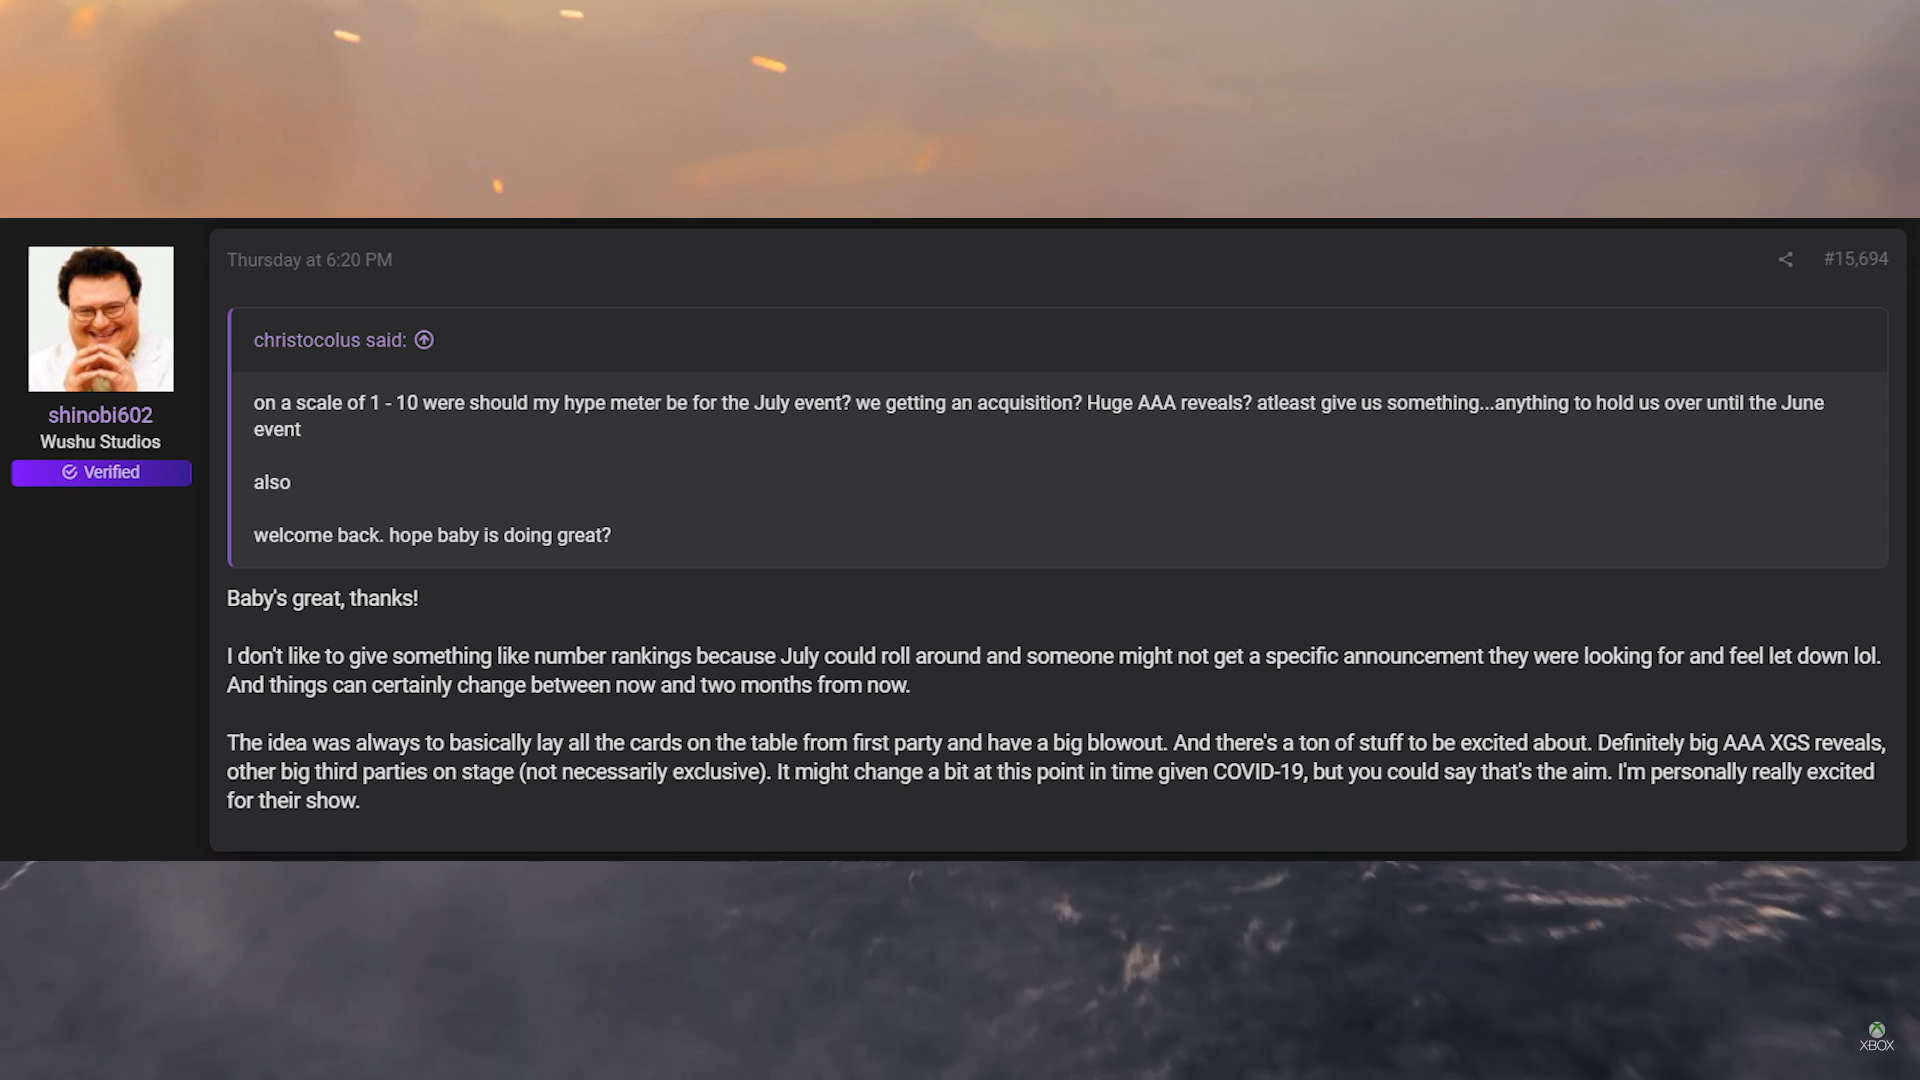 Thursday at 6:20 PM
#15,694
shinobi602
Wushu Studios
Verified
christocolus said:
on a scale of 1 - 10 were should my hype meter be for the July event? we getting an acquisition? Huge AAA reveals? atleast give us something...anything to hold us over until the June
event
also
welcome back. hope baby is doing great?
Baby's great, thanks!
I don't like to give something like number rankings because July could roll around and someone might not get a specific announcement they were looking for and feel let down lol.
And things can certainly change between now and two months from now.
The idea was always to basically lay all the cards on the table from first party and have a big blowout. And there's a ton of stuff to be excited about. Definitely big AAA XGS reveals,
other big third parties on stage (not necessarily exclusive). It might change a bit at this point in time given COVID-19, but you could say that's the aim. I'm personally really excited
for their show.
XBOX